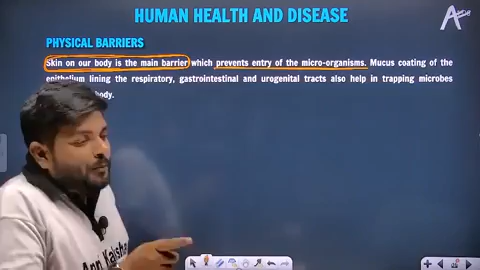 HUMAN HEALTH AND DISEASE
PHYSICAL BARRIERS
Skin on our body is the main barrier which prevents entry of the micro-organisms. Mucus coating of the
epithelium lining the respiratory, gastrointestinal and urogenital tracts also help in trapping microbes
body.